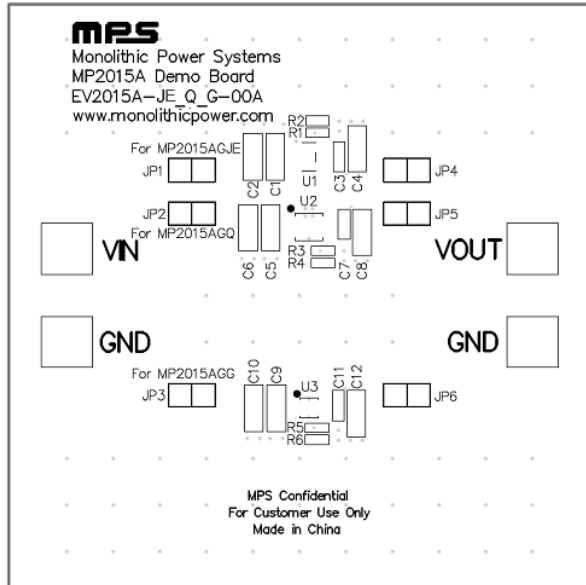 MPS
Monolithic Power Systems
MP2015A Demo Board
EV2015A-JE_Q_G-00A
www.monolithicpower.com
R2
R1
For MP2015AGJE
JP1
C2
C1
U1
C3
C4
JP4
JP2
U2
JP5
For MP2015AGQ
VIN
C6
C5
R3
R4
C7
C8
VOUT
GND
GND
For MP2015AGG
JP3
C10
C9
U3
C11
C12
JP6
R5
R6
MPS Confidential
For Customer Use Only
Made in China